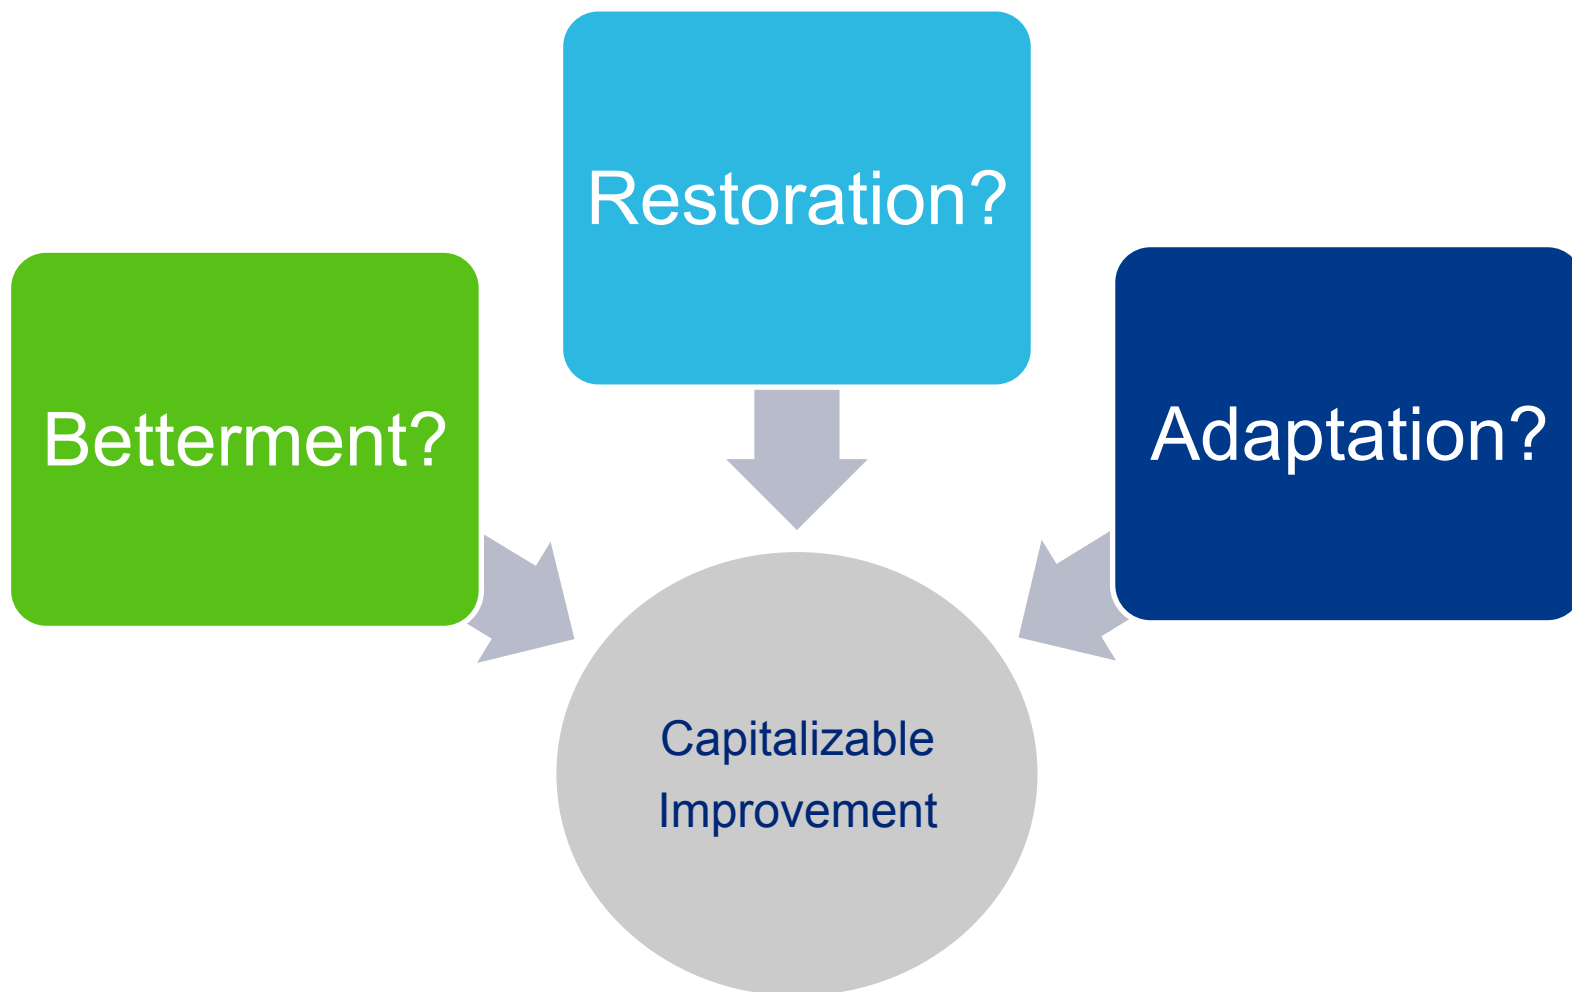 Restoration?
Betterment?
Adaptation?
Capitalizable
Improvement